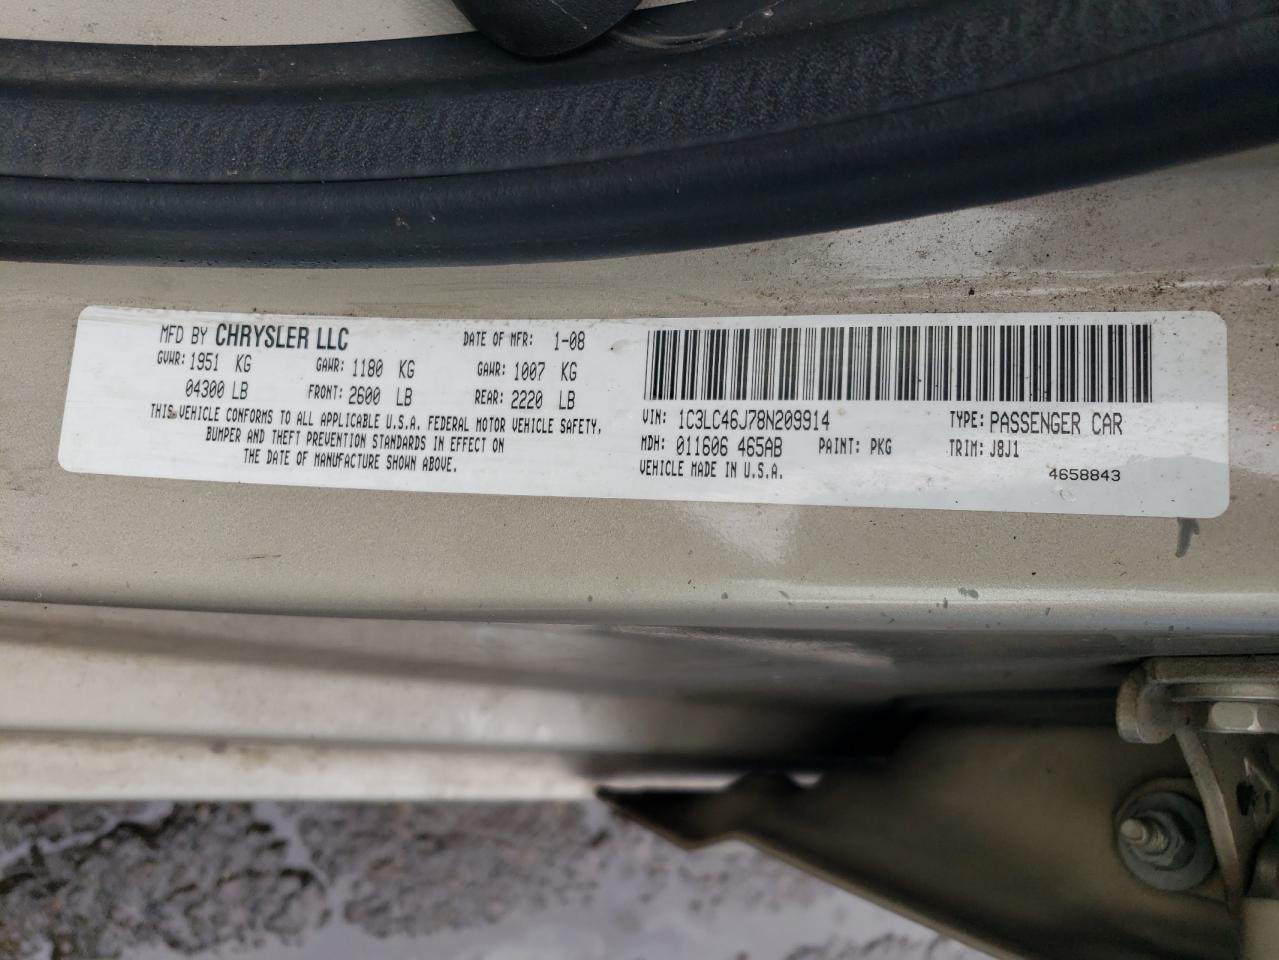 MFD BY CHRYSLER LLC DATE OF MFR: 1-08
GVWR: 1951 KG GAWR: 1180 KG GAWR: 1007 KG
04300 LB FRONT: 2600 LB REAR: 2220 LB
THIS VEHICLE CONFORMS TO ALL APPLICABLE U.S.A. FEDERAL MOTOR VEHICLE SAFETY,
BUMPER AND THEFT PREVENTION STANDARDS IN EFFECT ON
THE DATE OF MANUFACTURE SHOWN ABOVE.
VIN: 1C3LC46J78N209914 TYPE: PASSENGER CAR
MDH: 011606 465AB PAINT: PKG TRIM: J8J1
VEHICLE MADE IN U.S.A. 4658843